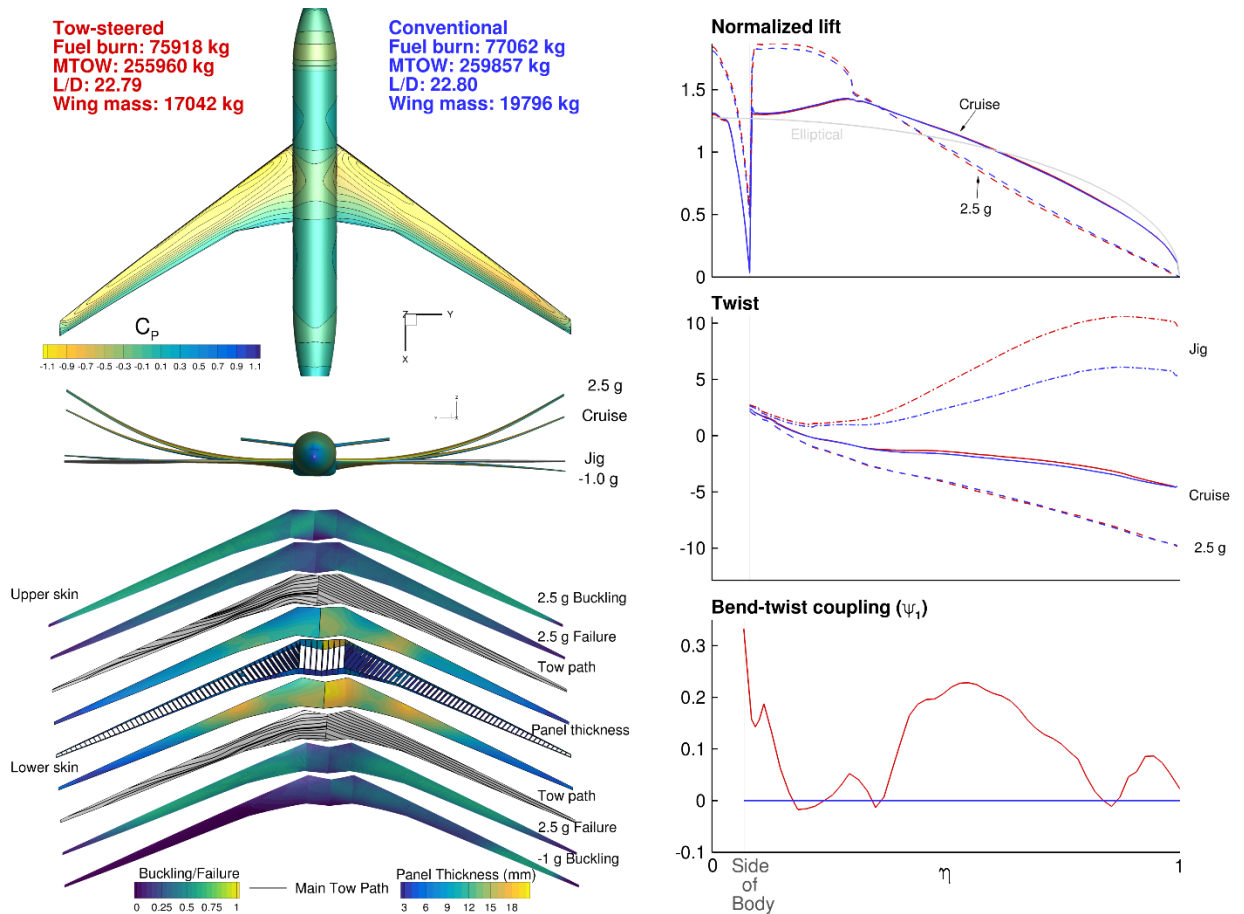 Tow-steered
Fuel burn: 75918 kg
MTOW: 255960 kg
L/D: 22.79
Wing mass: 17042 kg
Conventional
Fuel burn: 77062 kg
MTOW: 259857 kg
L/D: 22.80
Wing mass: 19796 kg
C_P
-1.1 -0.9 -0.7 -0.5 -0.3 -0.1 0.1 0.3 0.5 0.7 0.9 1.1
Z Y
X
2.5 g
Cruise
Jig
-1.0 g
Z
Y X
Upper skin
2.5 g Buckling
2.5 g Failure
Tow path
Panel thickness
Lower skin
Tow path
2.5 g Failure
-1 g Buckling
Buckling/Failure
0 0.25 0.5 0.75 1
Main Tow Path
Panel Thickness (mm)
3 6 9 12 15 18
Normalized lift
1.5
1
0.5
0
Cruise
Elliptical
2.5 g
Twist
10
5
0
-5
-10
Jig
Cruise
2.5 g
Bend-twist coupling (ψ₁)
0.3
0.2
0.1
0
-0.1
0 η 1
Side
of
Body